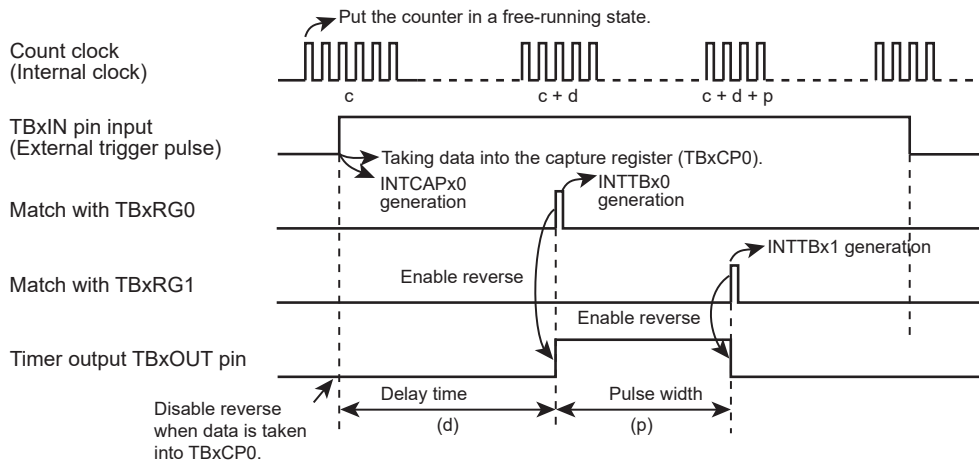 Put the counter in a free-running state.
Count clock
(Internal clock)
c
c + d
c + d + p
TBxIN pin input
(External trigger pulse)
Taking data into the capture register (TBxCP0).
INTCAPx0
generation
INTTBx0
generation
Match with TBxRG0
INTTBx1 generation
Enable reverse
Match with TBxRG1
Enable reverse
Timer output TBxOUT pin
Disable reverse
when data is taken
into TBxCP0.
Delay time
(d)
Pulse width
(p)